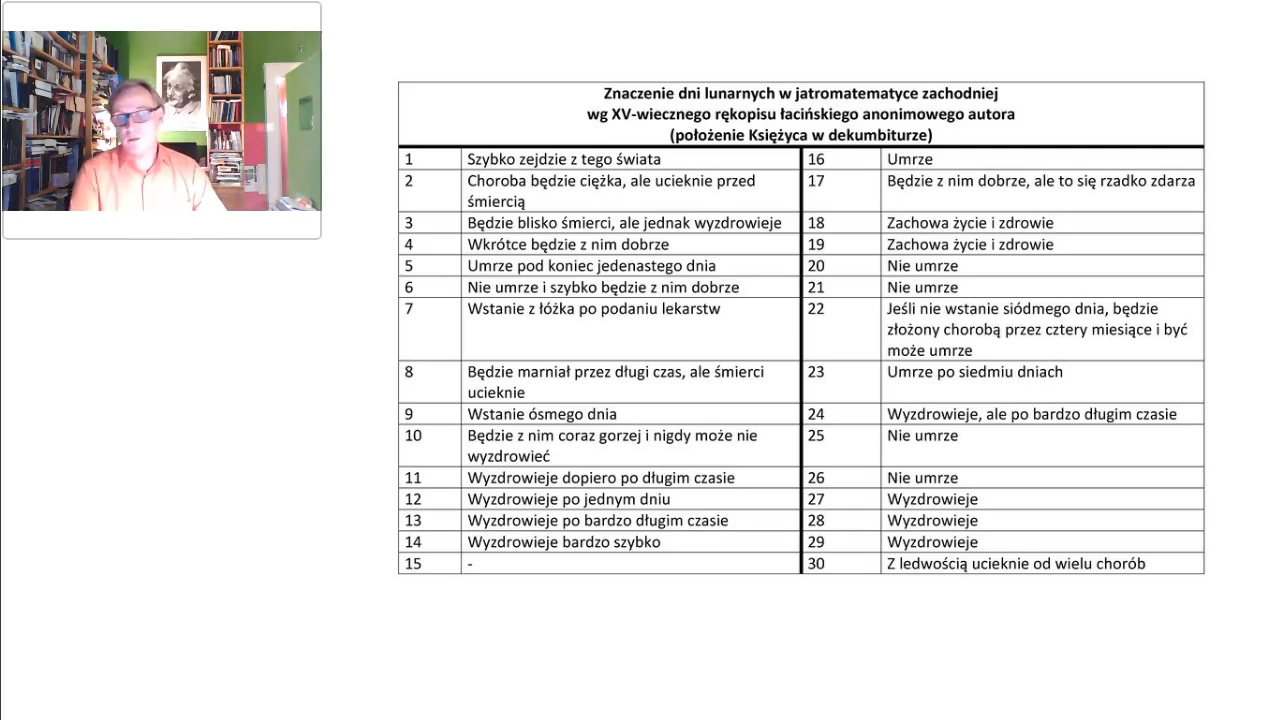 Znaczenie dni lunarnych w jatromatematyce zachodniej
wg XV-wiecznego rękopisu łacińskiego anonimowego autora
(położenie Księżyca w dekumbiturze)
1 Szybko zejdzie z tego świata
2 Choroba będzie ciężka, ale ucieknie przed
śmiercią
3 Będzie blisko śmierci, ale jednak wyzdrowieje
4 Wkrótce będzie z nim dobrze
5 Umrze pod koniec jedenastego dnia
6 Nie umrze i szybko będzie z nim dobrze
7 Wstanie z łóżka po podaniu lekarstw
8 Będzie marniał przez długi czas, ale śmierci
ucieknie
9 Wstanie ósmego dnia
10 Będzie z nim coraz gorzej i nigdy może nie
wyzdrowieć
11 Wyzdrowieje dopiero po długim czasie
12 Wyzdrowieje po jednym dniu
13 Wyzdrowieje po bardzo długim czasie
14 Wyzdrowieje bardzo szybko
15 -
16 Umrze
17 Będzie z nim dobrze, ale to się rzadko zdarza
18 Zachowa życie i zdrowie
19 Zachowa życie i zdrowie
20 Nie umrze
21 Nie umrze
22 Jeśli nie wstanie siódmego dnia, będzie
złożony chorobą przez cztery miesiące i być
może umrze
23 Umrze po siedmiu dniach
24 Wyzdrowieje, ale po bardzo długim czasie
25 Nie umrze
26 Nie umrze
27 Wyzdrowieje
28 Wyzdrowieje
29 Wyzdrowieje
30 Z ledwością ucieknie od wielu chorób